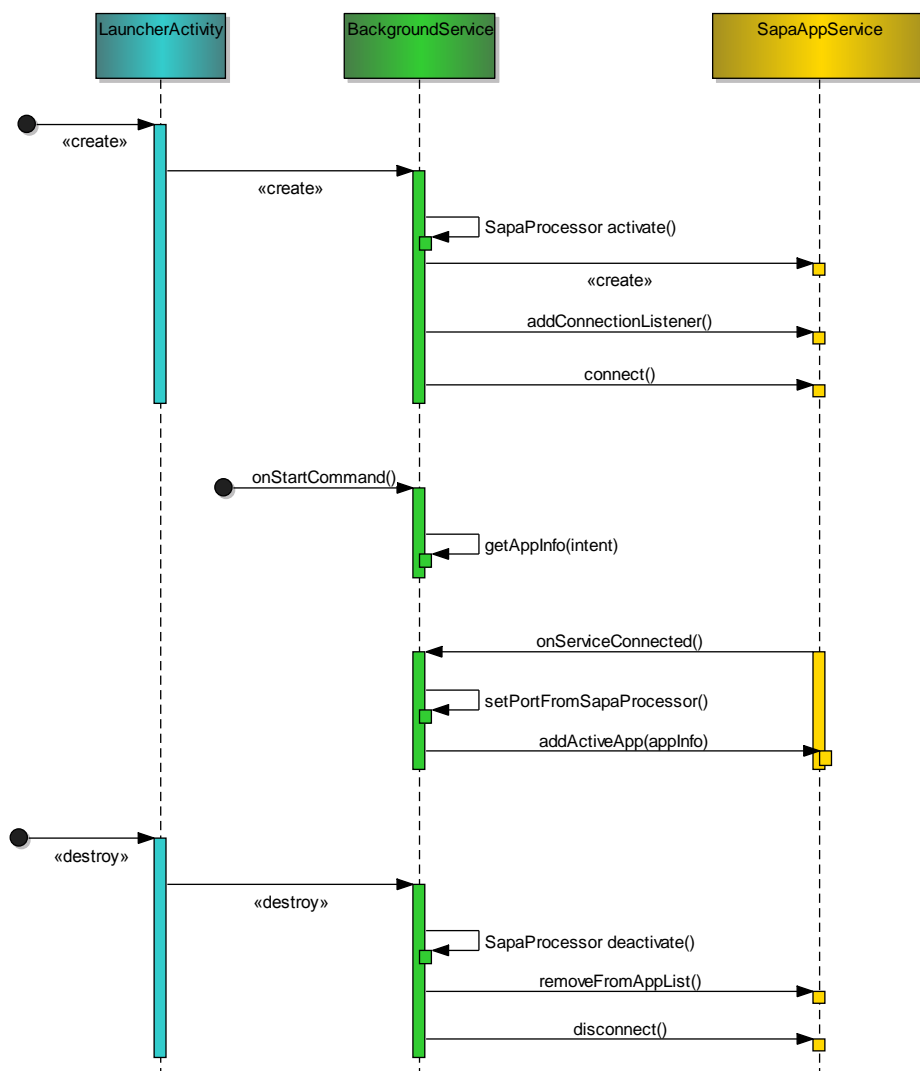 LauncherActivity
BackgroundService
SapaAppService
«create»
«create»
SapaProcessor activate()
«create»
addConnectionListener()
connect()
onStartCommand()
getAppInfo(intent)
onServiceConnected()
setPortFromSapaProcessor()
addActiveApp(appInfo)
«destroy»
«destroy»
SapaProcessor deactivate()
removeFromAppList()
disconnect()